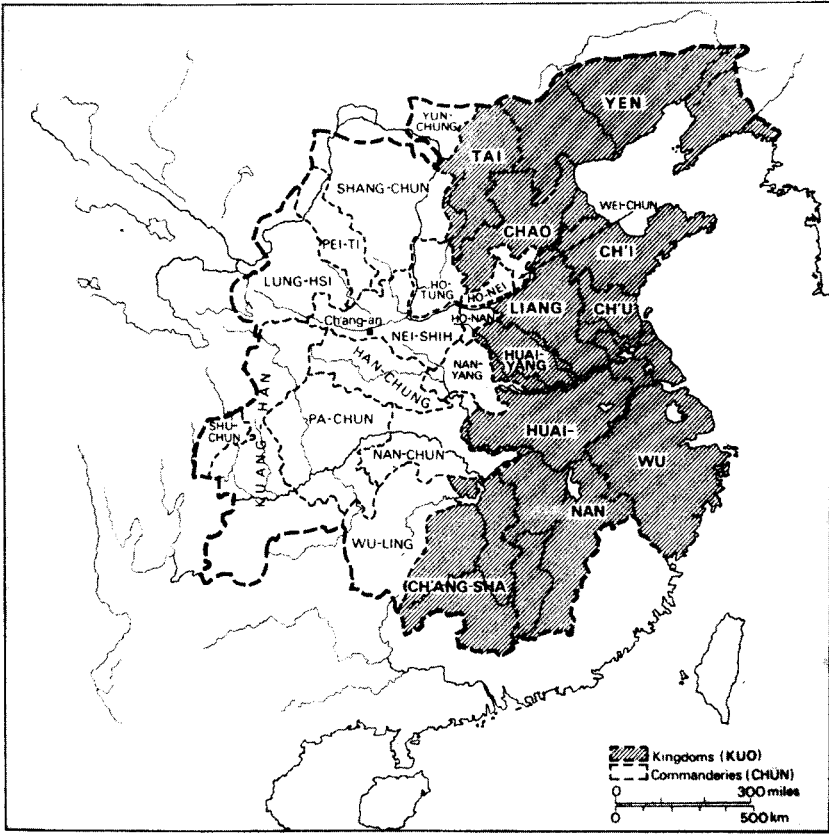 YEN
YUN-
CHUNG
TAI
SHANG-CHUN
WEI-CHUN
CHAO
PEI-TI
CH'I
LUNG-HSI
HO-
TUNG
HO-NEI
LIANG
CH'U
Ch'ang-an
HO-NAN
NEI-SHIH
HUAI-
YANG
HAN-CHUNG
NAN-
YANG
KUANG-HAN
PA-CHUN
SHU-
CHUN
HUAI-
NAN-CHUN
WU
NAN
WU-LING
CH'ANG-SHA
Kingdoms (KUO)
Commanderies (CHÜN)
0 300 miles
0 500 km